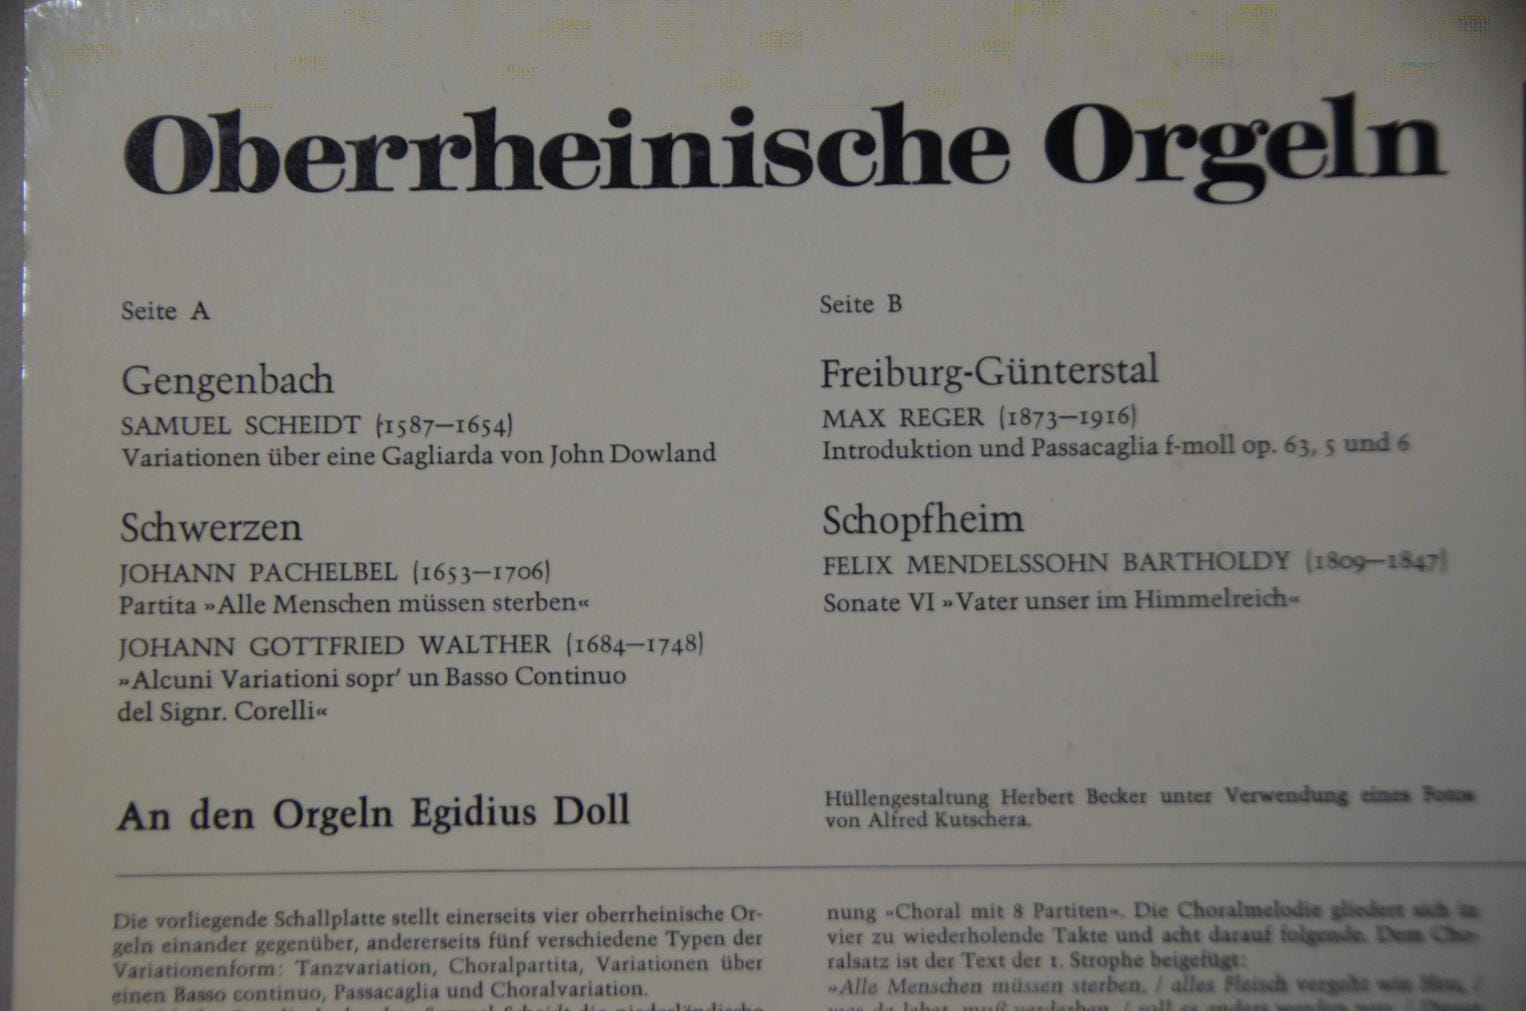 Oberrheinische Orgeln
Seite A
Gengenbach
SAMUEL SCHEIDT (1587—1654)
Variationen über eine Gagliarda von John Dowland
Schwerzen
JOHANN PACHELBEL (1653—1706)
Partita »Alle Menschen müssen sterben«
JOHANN GOTTFRIED WALTHER (1684—1748)
»Alcuni Variationi sopr' un Basso Continuo
del Signr. Corelli«
An den Orgeln Egidius Doll
Seite B
Freiburg-Günterstal
MAX REGER (1873—1916)
Introduktion und Passacaglia f-moll op. 63, 5 und 6
Schopfheim
FELIX MENDELSSOHN BARTHOLDY (1809—1847)
Sonate VI »Vater unser im Himmelreich«
Hüllengestaltung Herbert Becker unter Verwendung eines Fotos
von Alfred Kutschera.
Die vorliegende Schallplatte stellt einerseits vier oberrheinische Or-
geln einander gegenüber, andererseits fünf verschiedene Typen der
Variationenform: Tanzvariation, Choralpartita, Variationen über
einen Basso continuo, Passacaglia und Choralvariation.
nung »Choral mit 8 Partiten«. Die Choralmelodie gliedert sich in
vier zu wiederholende Takte und acht darauf folgende. Dem Cho-
ralsatz ist der Text der 1. Strophe beigefügt:
»Alle Menschen müssen sterben, / alles Fleisch vergeht wie Heu, /